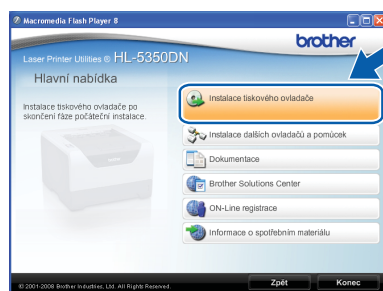 Macromedia Flash Player 8
brother
Laser Printer Utilities ® HL-5350DN
Hlavní nabídka
Instalace tiskového ovladače po
skončení fáze počáteční instalace.
Instalace tiskového ovladače
Instalace dalších ovladačů a pomůcek
Dokumentace
Brother Solutions Center
ON-Line registrace
Informace o spotřebním materiálu
© 2001-2008 Brother Industries, Ltd. All Rights Reserved.
Zpět
Konec